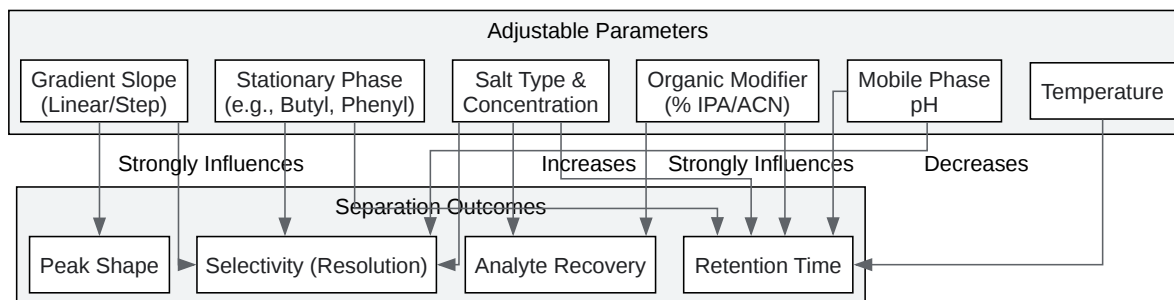 Adjustable Parameters
Gradient Slope
(Linear/Step)
Stationary Phase
(e.g., Butyl, Phenyl)
Salt Type &
Concentration
Organic Modifier
(% IPA/ACN)
Mobile Phase
pH
Temperature
Strongly Influences
Increases
Strongly Influences
Decreases
Separation Outcomes
Peak Shape
Selectivity (Resolution)
Analyte Recovery
Retention Time